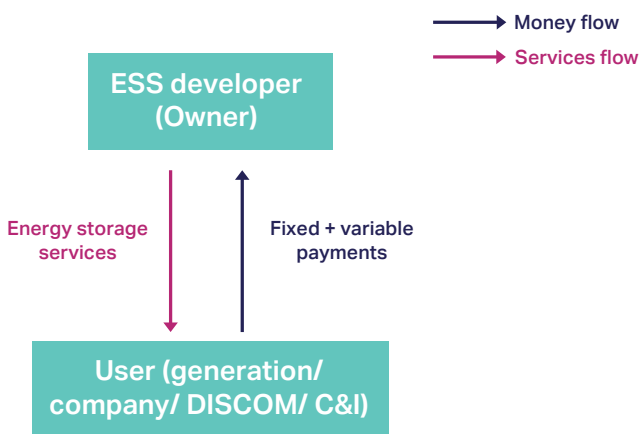 Money flow
Services flow
ESS developer
(Owner)
Energy storage
services
Fixed + variable
payments
User (generation/
company/ DISCOM/ C&I)